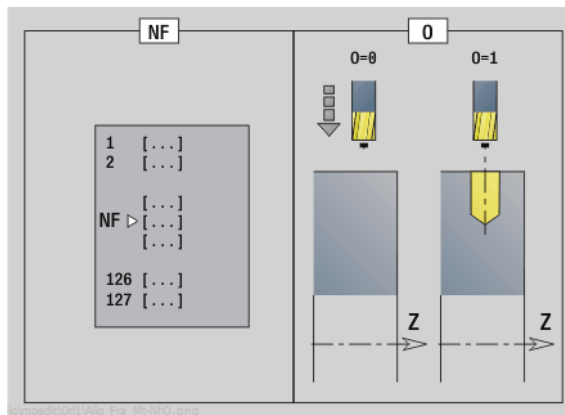 NF
1 [...]
2 [...]
[...]
NF [...]
[...]
126 [...]
127 [...]
O
O=0
O=1
Z
Z